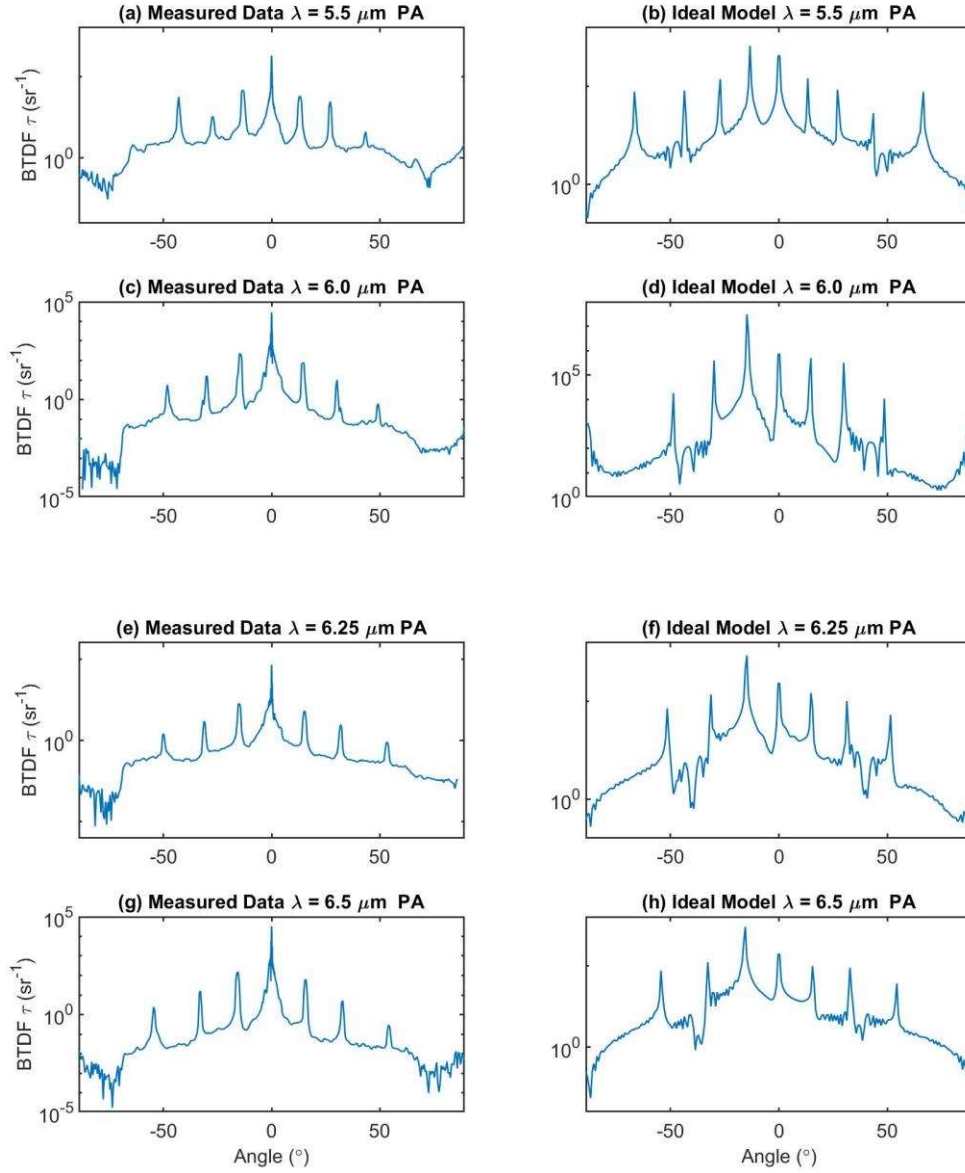 (a) Measured Data λ = 5.5 μm PA
(b) Ideal Model λ = 5.5 μm PA
BTDF τ (sr⁻¹)
10⁰
10⁰
-50 0 50
-50 0 50
(c) Measured Data λ = 6.0 μm PA
(d) Ideal Model λ = 6.0 μm PA
BTDF τ (sr⁻¹)
10⁵
10⁰
10⁻⁵
10⁵
10⁰
-50 0 50
-50 0 50
(e) Measured Data λ = 6.25 μm PA
(f) Ideal Model λ = 6.25 μm PA
BTDF τ (sr⁻¹)
10⁰
10⁰
-50 0 50
-50 0 50
(g) Measured Data λ = 6.5 μm PA
(h) Ideal Model λ = 6.5 μm PA
BTDF τ (sr⁻¹)
10⁵
10⁰
10⁻⁵
10⁰
-50 0 50
-50 0 50
Angle (°)
Angle (°)